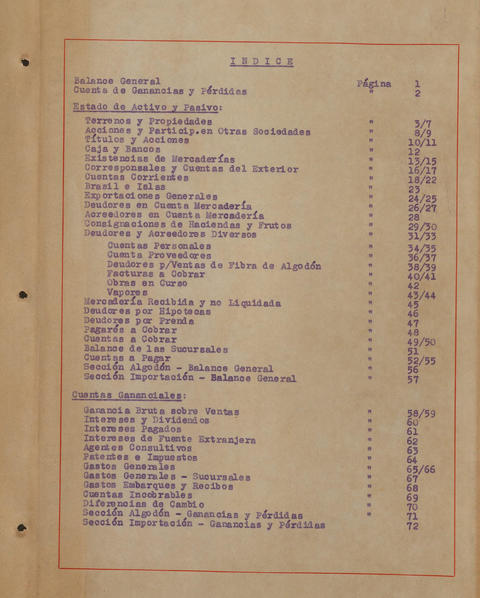 I N D I C E
Balance General Página 1
Cuenta de Ganancias y Pérdidas " 2
Estado de Activo y Pasivo:
Terrenos y Propiedades " 3/7
Acciones y Particip.en Otras Sociedades " 8/9
Títulos y Acciones " 10/11
Caja y Bancos " 12
Existencias de Mercaderías " 13/15
Corresponsales y Cuentas del Exterior " 16/17
Cuentas Corrientes " 18/22
Brasil e Islas " 23
Exportaciones Generales " 24/25
Deudores en Cuenta Mercadería " 26/27
Acreedores en Cuenta Mercadería " 28
Consignaciones de Haciendas y Frutos " 29/30
Deudores y Acreedores Diversos " 31/33
Cuentas Personales " 34/35
Cuenta Proveedores " 36/37
Deudores p/Ventas de Fibra de Algodón " 38/39
Facturas a Cobrar " 40/41
Obras en Curso " 42
Vapores " 43/44
Mercadería Recibida y no Liquidada " 45
Deudores por Hipotecas " 46
Deudores por Prenda " 47
Pagarés a Cobrar " 48
Cuentas a Cobrar " 49/50
Balance de las Sucursales " 51
Cuentas a Pagar " 52/55
Sección Algodón - Balance General " 56
Sección Importación - Balance General " 57
Cuentas Gananciales:
Ganancia Bruta sobre Ventas " 58/59
Intereses y Dividendos " 60
Intereses Pagados " 61
Intereses de Fuente Extranjera " 62
Agentes Consultivos " 63
Patentes e Impuestos " 64
Gastos Generales " 65/66
Gastos Generales - Sucursales " 67
Gastos Embarques y Recibos " 68
Cuentas Incobrables " 69
Diferencias de Cambio " 70
Sección Algodón - Ganancias y Pérdidas " 71
Sección Importación - Ganancias y Pérdidas " 72